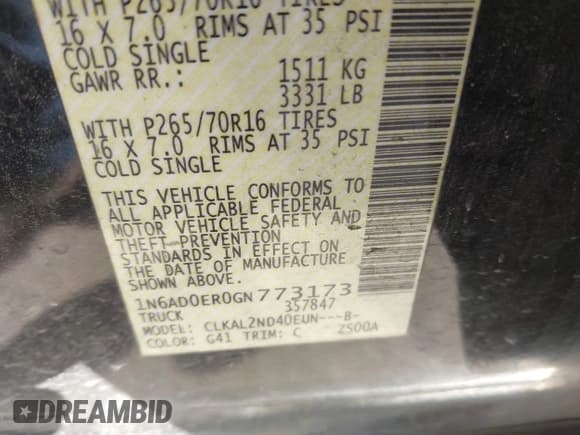 WITH P265/70R16 TIRES
16 X 7.0 RIMS AT 35 PSI
COLD SINGLE
GAWR RR.: 1511 KG
3331 LB
WITH P265/70R16 TIRES
16 X 7.0 RIMS AT 35 PSI
COLD SINGLE
THIS VEHICLE CONFORMS TO
ALL APPLICABLE FEDERAL
MOTOR VEHICLE SAFETY AND
THEFT PREVENTION
STANDARDS IN EFFECT ON
THE DATE OF MANUFACTURE
SHOWN ABOVE.
1N6AD0ER0GN773173
TRUCK 357847
MODEL: CLKAL2ND40EUN---B-
COLOR: G41 TRIM: C Z500A
DREAMBID